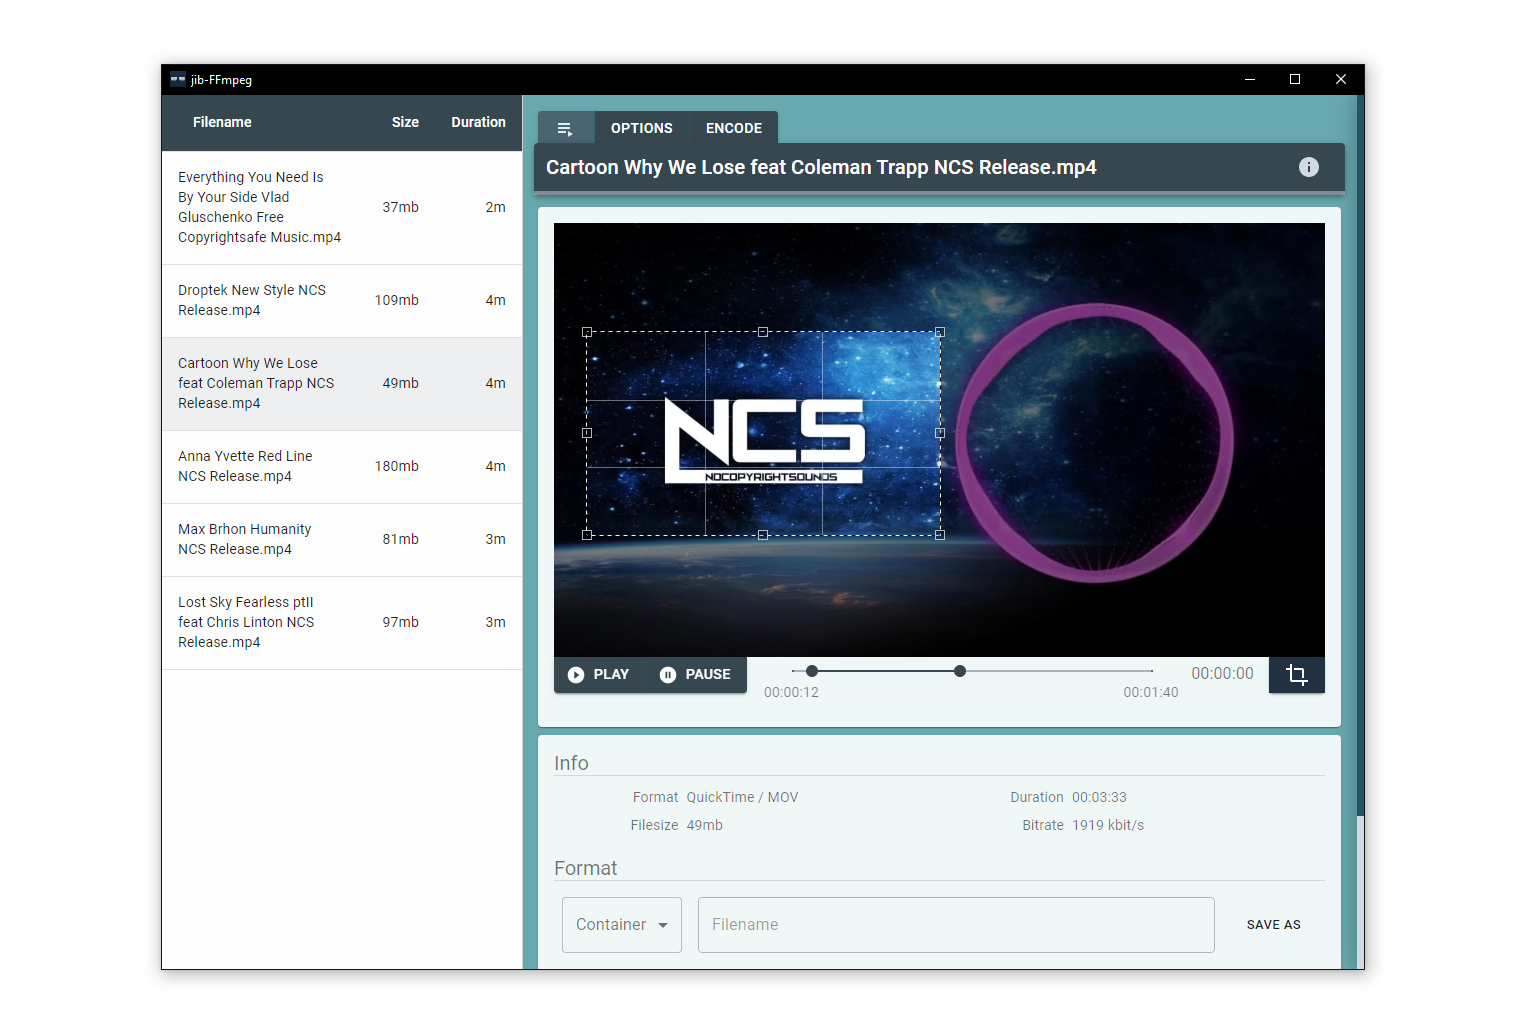 jib-FFmpeg
Filename Size Duration
Everything You Need Is
By Your Side Vlad
Gluschenko Free
Copyrightsafe Music.mp4
37mb 2m
Droptek New Style NCS
Release.mp4
109mb 4m
Cartoon Why We Lose
feat Coleman Trapp NCS
Release.mp4
49mb 4m
Anna Yvette Red Line
NCS Release.mp4
180mb 4m
Max Brhon Humanity
NCS Release.mp4
81mb 3m
Lost Sky Fearless ptII
feat Chris Linton NCS
Release.mp4
97mb 3m
OPTIONS ENCODE
Cartoon Why We Lose feat Coleman Trapp NCS Release.mp4
NCS
NOCOPYRIGHTSOUNDS
PLAY PAUSE
00:00:12 00:01:40
00:00:00
Info
Format QuickTime / MOV Duration 00:03:33
Filesize 49mb Bitrate 1919 kbit/s
Format
Container Filename SAVE AS